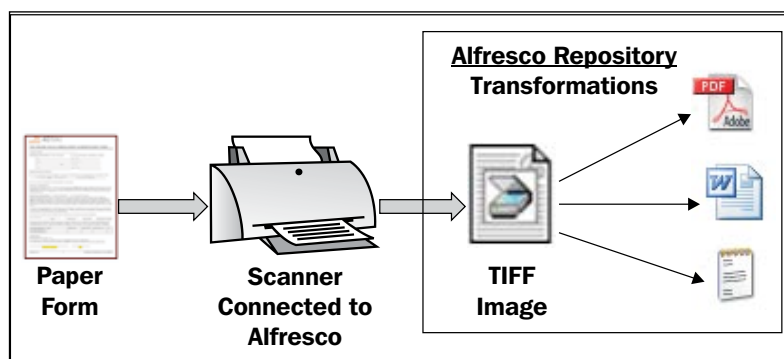 Alfresco Repository
Transformations
PDF
Adobe
W
Paper
Form
Scanner
Connected to
Alfresco
TIFF
Image